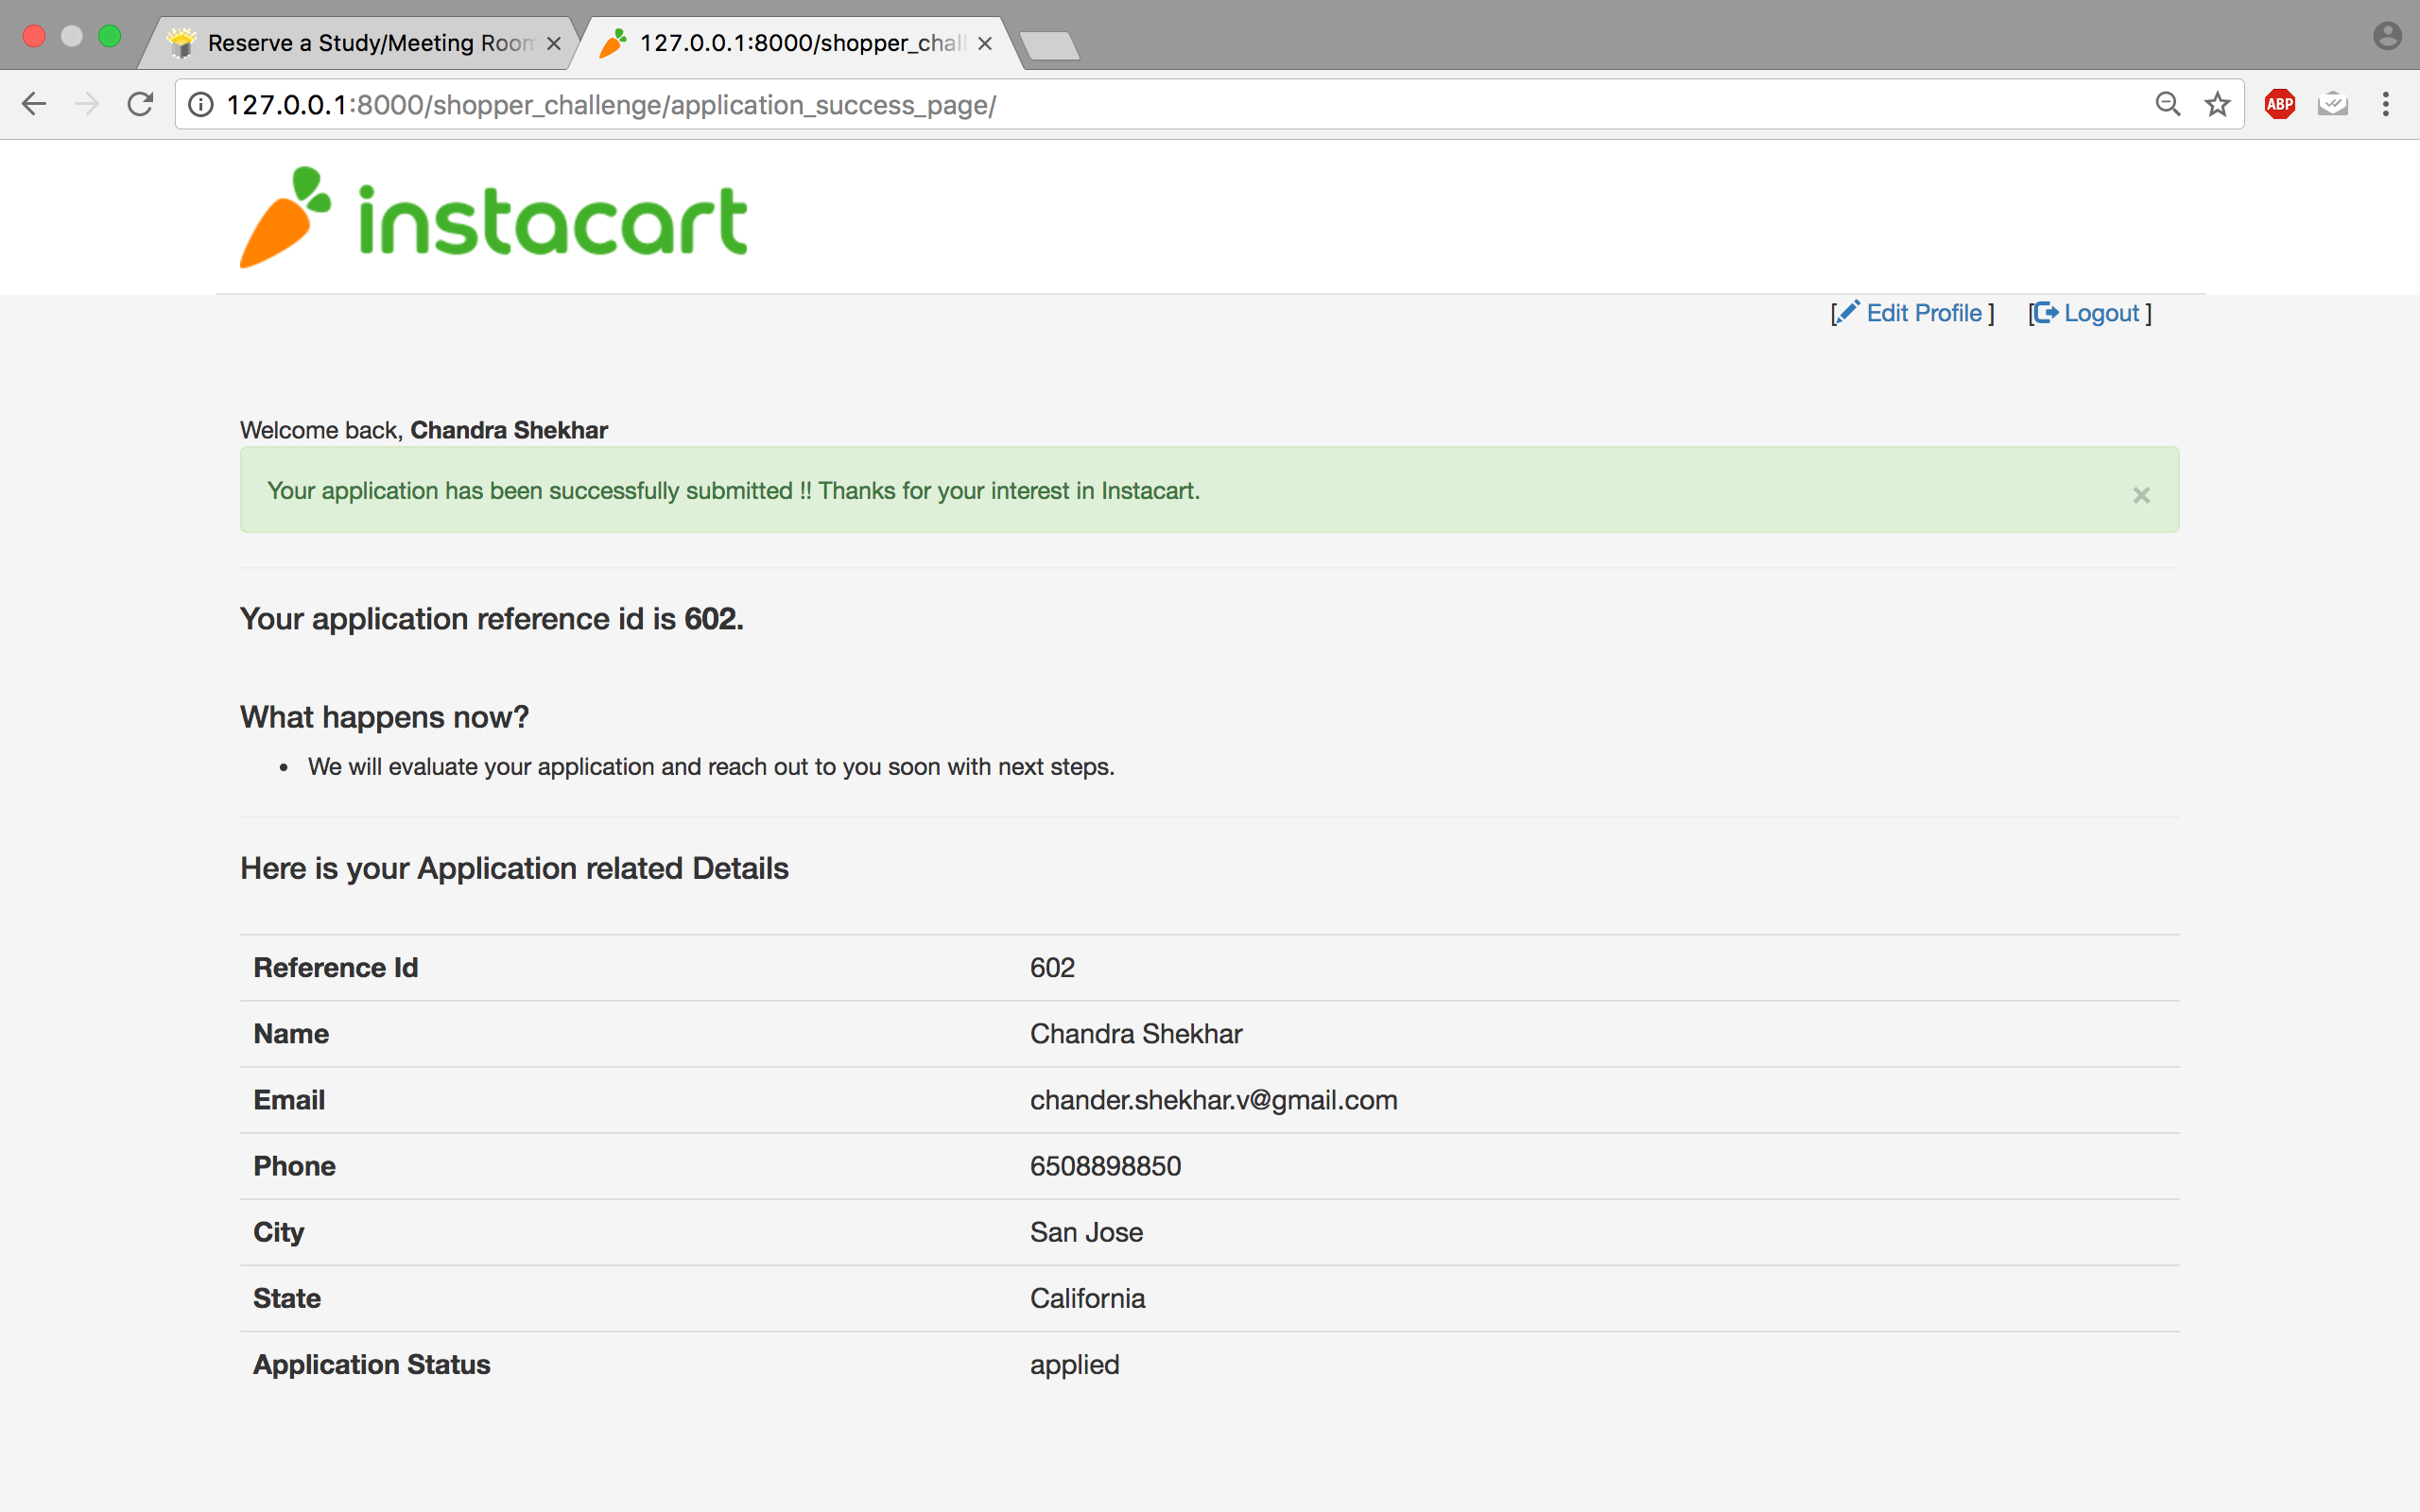 Reserve a Study/Meeting Room
127.0.0.1:8000/shopper_chall
127.0.0.1:8000/shopper_challenge/application_success_page/
ABP
instacart
[ Edit Profile ] [ Logout ]
Welcome back, Chandra Shekhar
Your application has been successfully submitted !! Thanks for your interest in Instacart.
×
Your application reference id is 602.
What happens now?
• We will evaluate your application and reach out to you soon with next steps.
Here is your Application related Details
Reference Id 602
Name Chandra Shekhar
Email chander.shekhar.v@gmail.com
Phone 6508898850
City San Jose
State California
Application Status applied